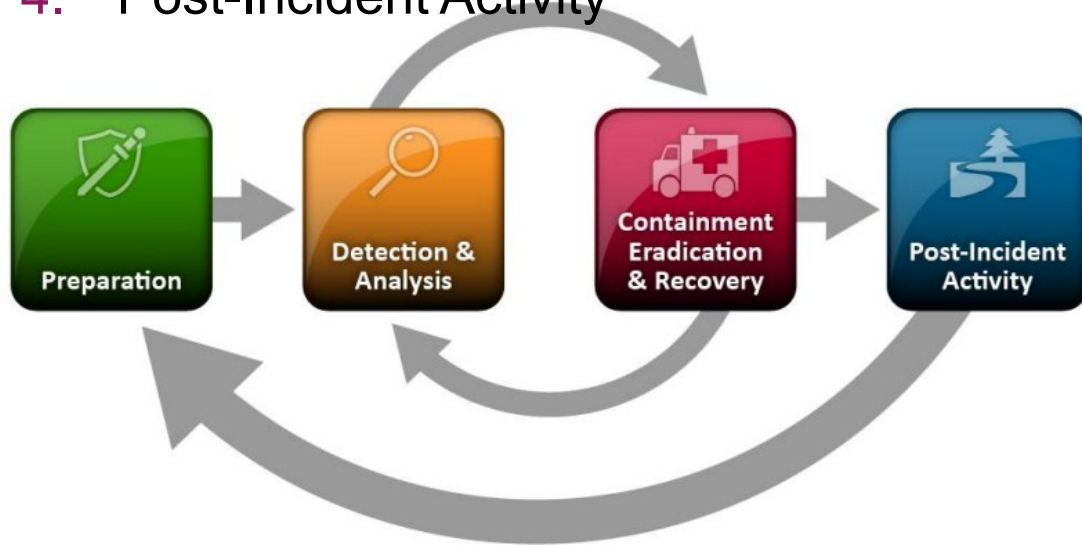 4. Post-Incident Activity
Preparation
Detection &
Analysis
Containment
Eradication
& Recovery
Post-Incident
Activity